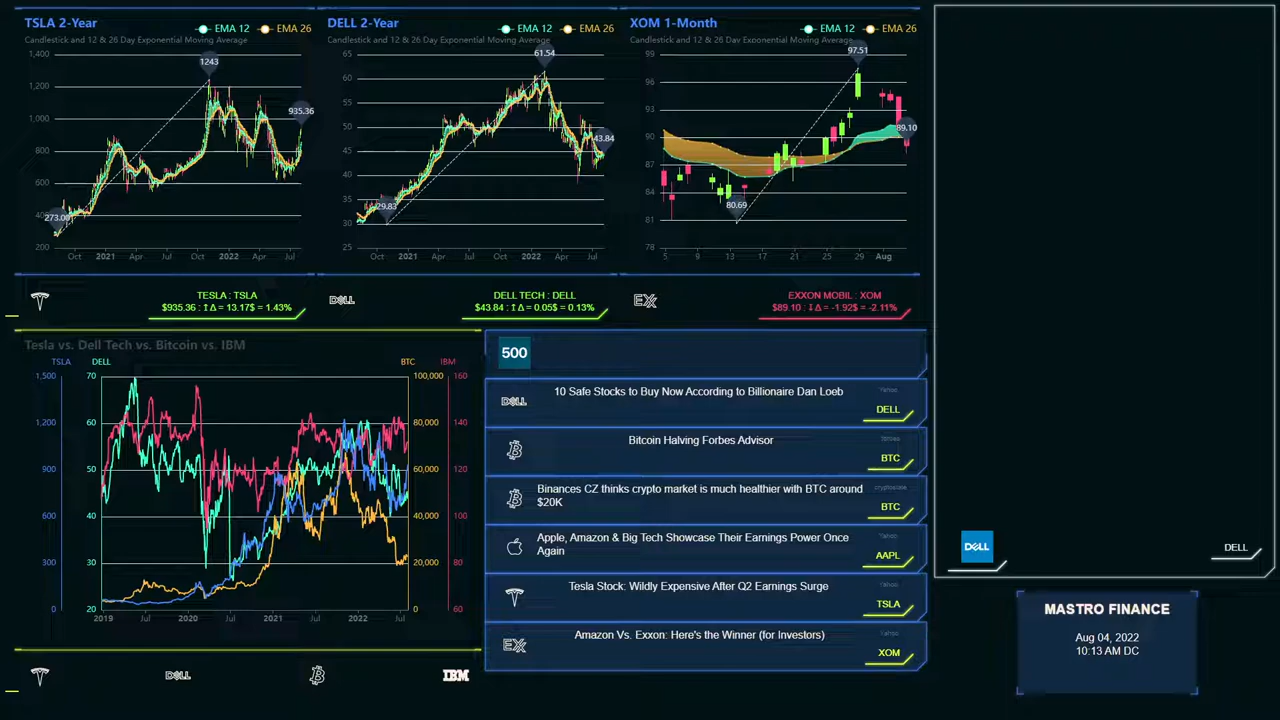 TSLA 2-Year
EMA 12
EMA 26
Candlestick and 12 & 26 Day Exponential Moving Average
1,400
1,200
1,000
800
600
400
200
1243
935.36
273.00
Oct 2021 Apr Jul Oct 2022 Apr Jul
DELL 2-Year
EMA 12
EMA 26
Candlestick and 12 & 26 Day Exponential Moving Average
65
60
55
50
45
40
35
30
25
61.54
43.84
29.83
Oct 2021 Apr Jul Oct 2022 Apr Jul
XOM 1-Month
EMA 12
EMA 26
Candlestick and 12 & 26 Day Exponential Moving Average
99
96
93
90
87
84
81
78
97.51
89.10
80.69
5 9 13 17 21 25 29 Aug
TESLA : TSLA
$935.36 : I Δ = 13.17$ = 1.43%
DELL
DELL TECH : DELL
$43.84 : I Δ = 0.05$ = 0.13%
EX
EXXON MOBIL : XOM
$89.10 : I Δ = -1.92$ = -2.11%
Tesla vs. Dell Tech vs. Bitcoin vs. IBM
TSLA DELL BTC IBM
1,500 70 100,000 160
1,200 60 80,000 140
900 50 60,000 120
600 40 40,000 100
300 30 20,000 80
0 20 0 60
2019 Jul 2020 Jul 2021 Jul 2022 Jul
DELL
IBM
500
DELL
10 Safe Stocks to Buy Now According to Billionaire Dan Loeb
Yahoo
DELL
Bitcoin Halving Forbes Advisor
BTC
Binances CZ thinks crypto market is much healthier with BTC around
$20K
BTC
Apple, Amazon & Big Tech Showcase Their Earnings Power Once
Again
Yahoo
AAPL
Tesla Stock: Wildly Expensive After Q2 Earnings Surge
Yahoo
TSLA
EX
Amazon Vs. Exxon: Here's the Winner (for Investors)
Yahoo
XOM
DELL
DELL
MASTRO FINANCE
Aug 04, 2022
10:13 AM DC